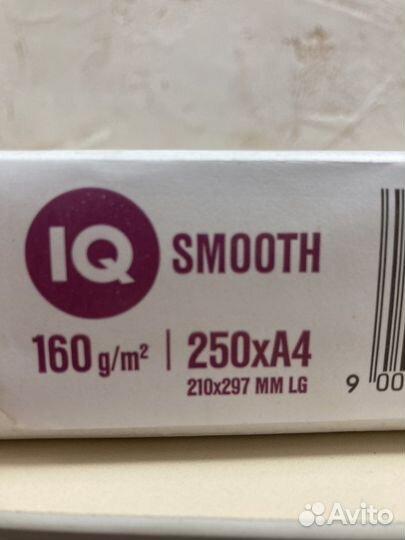 IQ SMOOTH
160 g/m² | 250xA4
210x297 MM LG
9 00
Avito